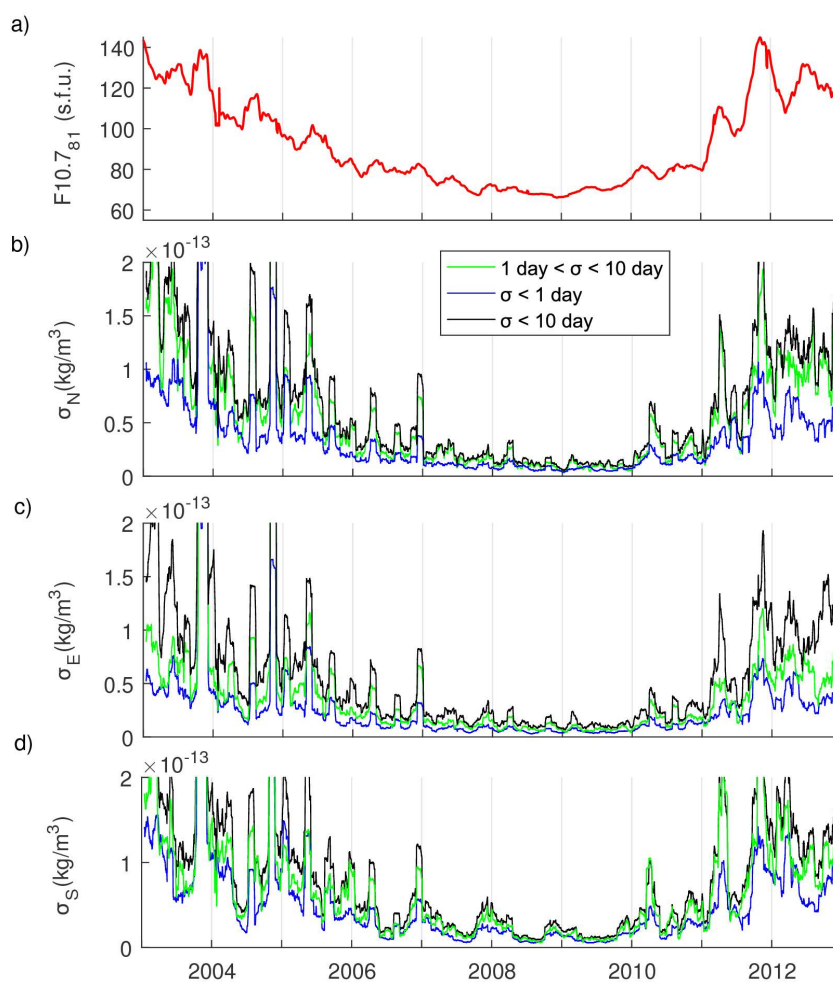 a)
F10.7₈₁ (s.f.u.)
140
120
100
80
60
b)
×10⁻¹³
σ_N(kg/m³)
2
1.5
1
0.5
0
1 day < σ < 10 day
σ < 1 day
σ < 10 day
c)
×10⁻¹³
σ_E(kg/m³)
2
1.5
1
0.5
0
d)
×10⁻¹³
σ_S(kg/m³)
2
1
0
2004 2006 2008 2010 2012